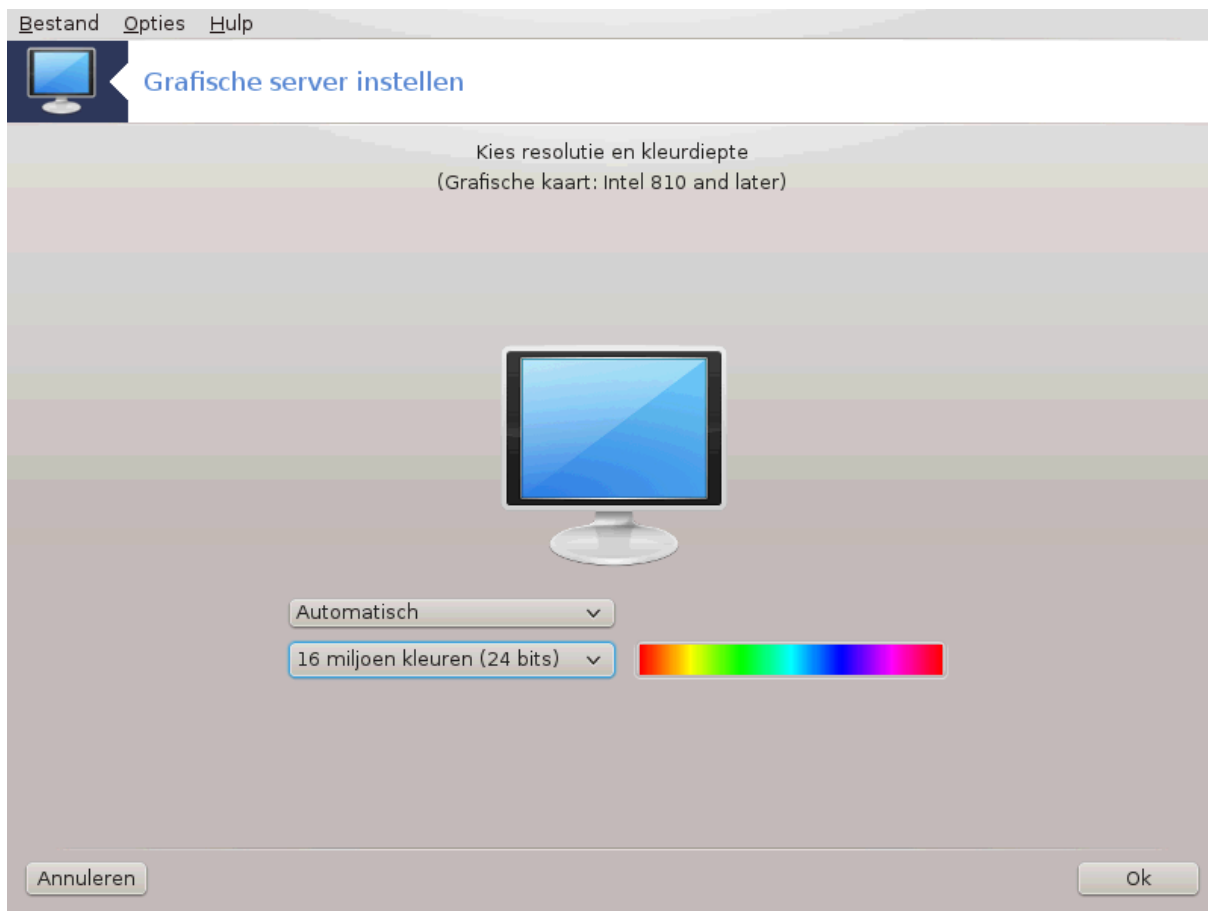 Bestand Opties Hulp
Grafische server instellen
Kies resolutie en kleurdiepte
(Grafische kaart: Intel 810 and later)
Automatisch
16 miljoen kleuren (24 bits)
Annuleren Ok